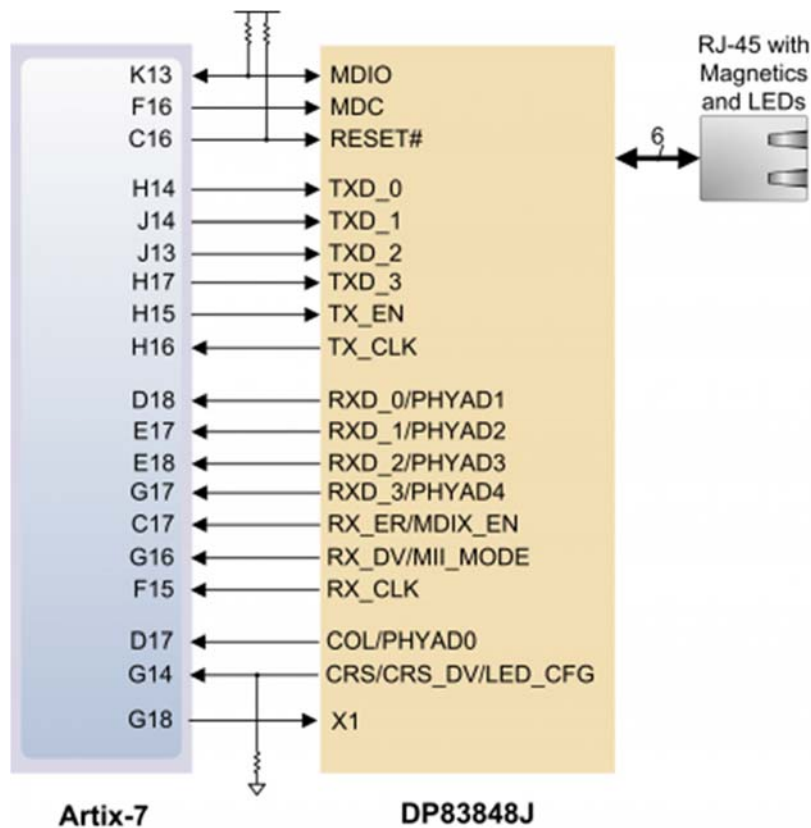 RJ-45 with
Magnetics
and LEDs
6
K13 MDIO
F16 MDC
C16 RESET#
H14 TXD_0
J14 TXD_1
J13 TXD_2
H17 TXD_3
H15 TX_EN
H16 TX_CLK
D18 RXD_0/PHYAD1
E17 RXD_1/PHYAD2
E18 RXD_2/PHYAD3
G17 RXD_3/PHYAD4
C17 RX_ER/MDIX_EN
G16 RX_DV/MII_MODE
F15 RX_CLK
D17 COL/PHYAD0
G14 CRS/CRS_DV/LED_CFG
G18 X1
Artix-7 DP83848J